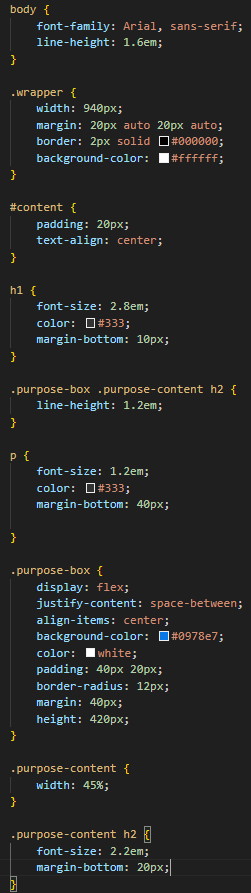 body {
    font-family: Arial, sans-serif;
    line-height: 1.6em;
}

.wrapper {
    width: 940px;
    margin: 20px auto 20px auto;
    border: 2px solid #000000;
    background-color: #ffffff;
}

#content {
    padding: 20px;
    text-align: center;
}

h1 {
    font-size: 2.8em;
    color: #333;
    margin-bottom: 10px;
}

.purpose-box .purpose-content h2 {
    line-height: 1.2em;
}

p {
    font-size: 1.2em;
    color: #333;
    margin-bottom: 40px;

}

.purpose-box {
    display: flex;
    justify-content: space-between;
    align-items: center;
    background-color: #0978e7;
    color: white;
    padding: 40px 20px;
    border-radius: 12px;
    margin: 40px;
    height: 420px;
}

.purpose-content {
    width: 45%;
}

.purpose-content h2 {
    font-size: 2.2em;
    margin-bottom: 20px;
}